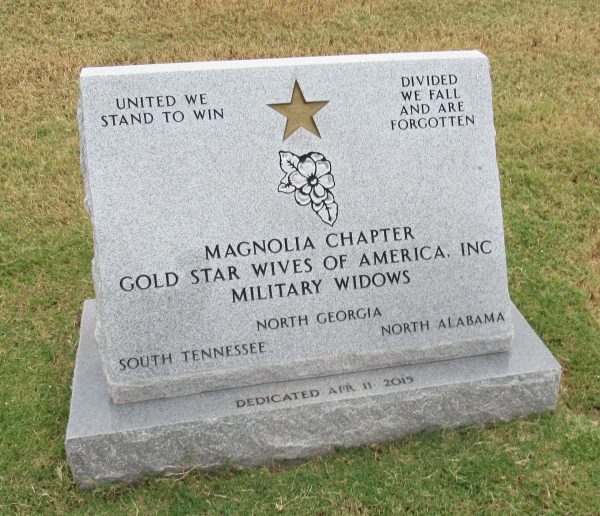 UNITED WE
STAND TO WIN
DIVIDED
WE FALL
AND ARE
FORGOTTEN
MAGNOLIA CHAPTER
GOLD STAR WIVES OF AMERICA, INC
MILITARY WIDOWS
NORTH GEORGIA
SOUTH TENNESSEE
NORTH ALABAMA
DEDICATED APR 11 2015